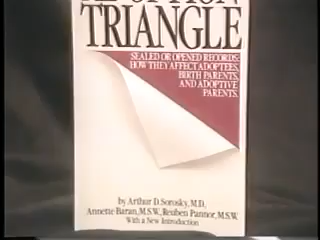 ADOPTION
TRIANGLE
SEALED OR OPENED RECORDS:
HOW THEY AFFECT ADOPTEES,
BIRTH PARENTS,
AND ADOPTIVE
PARENTS.
by Arthur D. Sorosky, M.D.,
Annette Baran, M.S.W., Reuben Pannor, M.S.W.
With a New Introduction